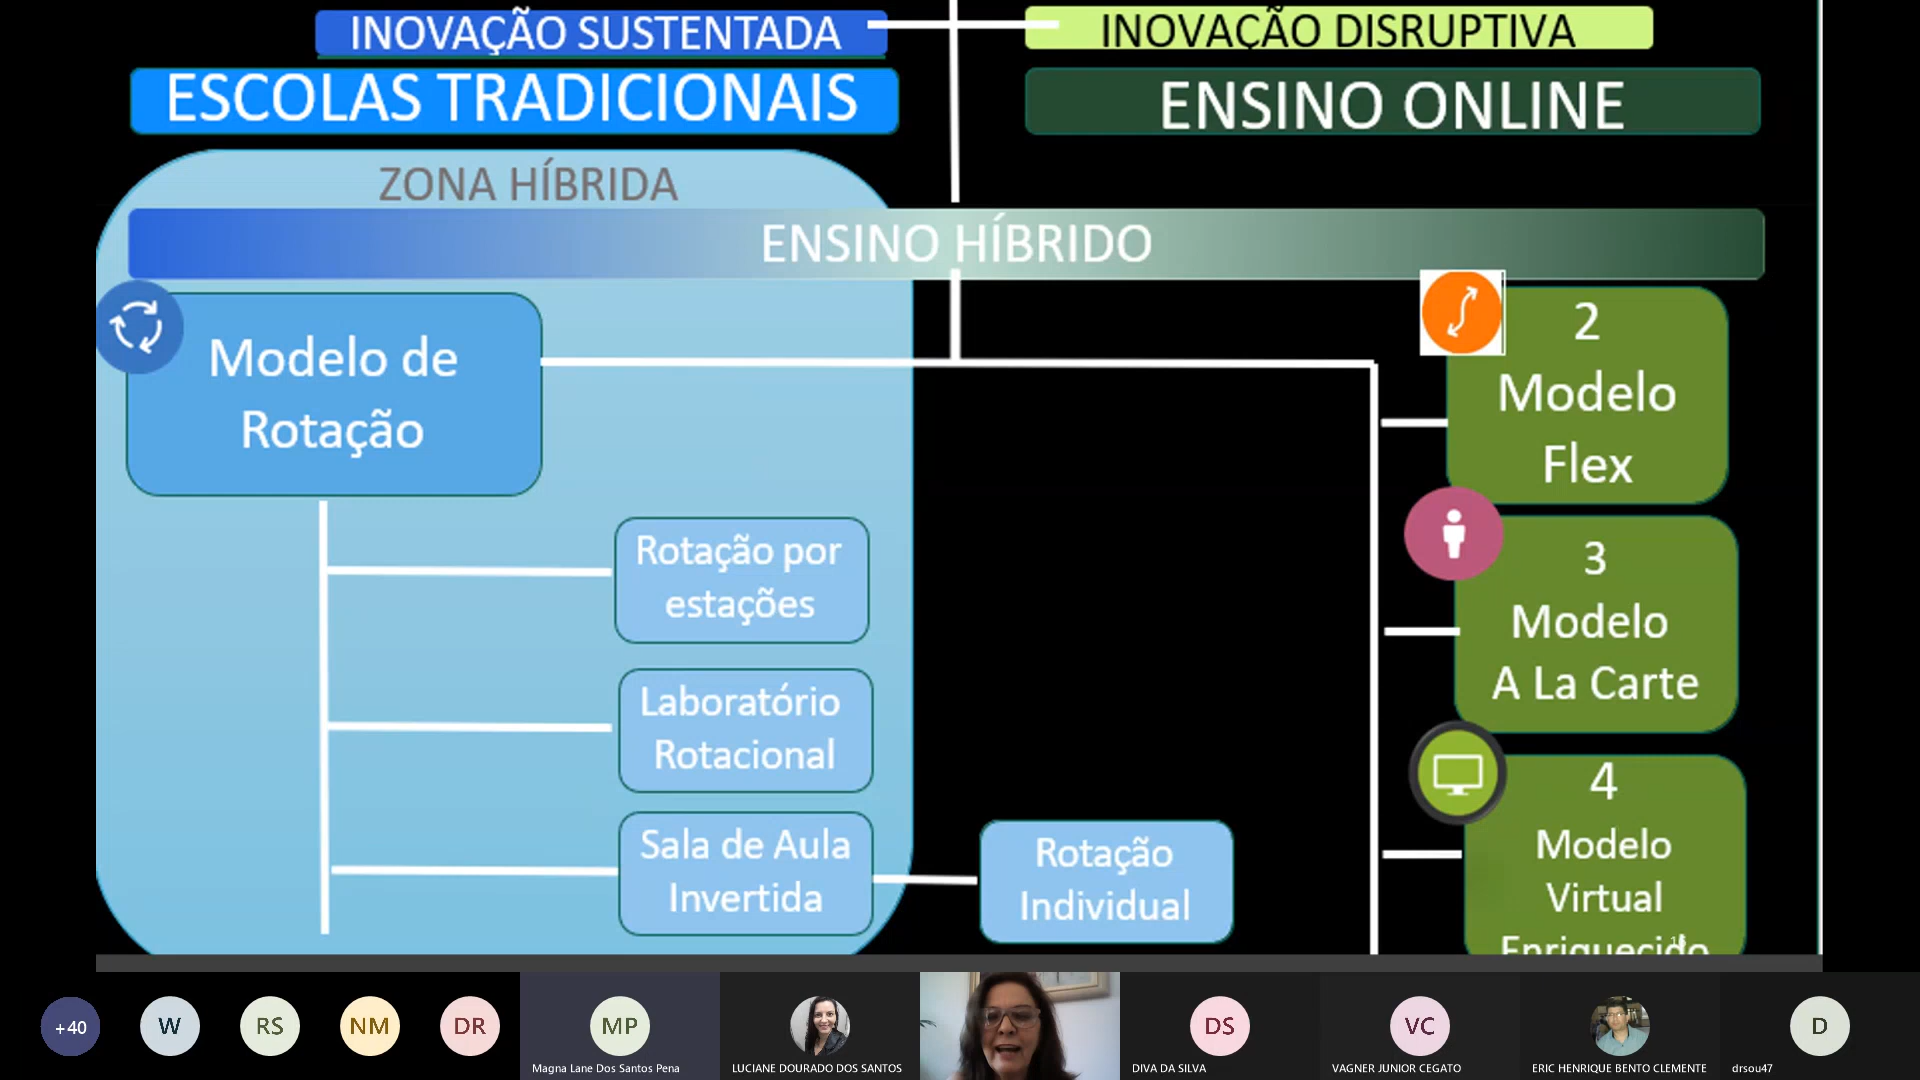 INOVAÇÃO SUSTENTADA
INOVAÇÃO DISRUPTIVA
ESCOLAS TRADICIONAIS
ENSINO ONLINE
ZONA HÍBRIDA
ENSINO HÍBRIDO
Modelo de
Rotação
Rotação por
estações
Laboratório
Rotacional
Sala de Aula
Invertida
Rotação
Individual
2
Modelo
Flex
3
Modelo
A La Carte
4
Modelo
Virtual
Enriquecido
+40
W
RS
NM
DR
MP
Magna Lane Dos Santos Pena
LUCIANE DOURADO DOS SANTOS
DS
DIVA DA SILVA
VC
VAGNER JUNIOR CEGATO
ERIC HENRIQUE BENTO CLEMENTE
D
drsou47